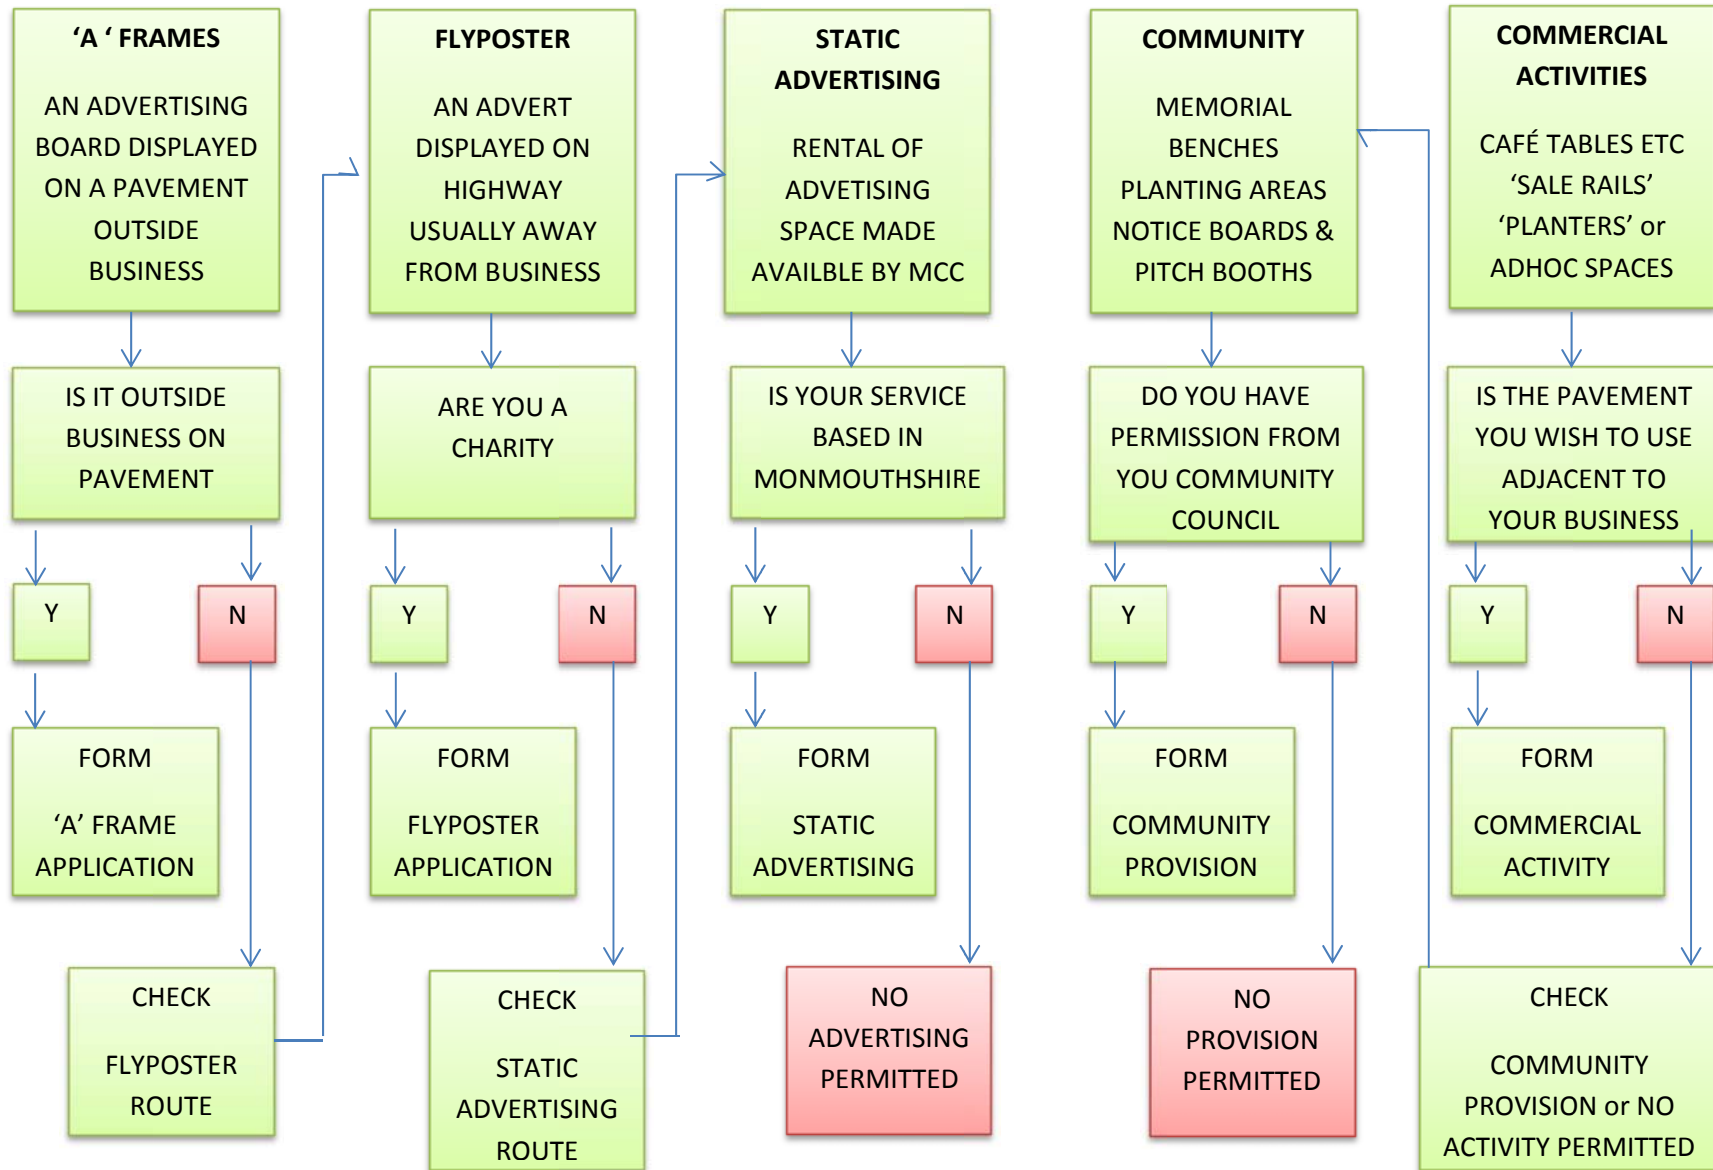 ‘A ‘ FRAMES
AN ADVERTISING
BOARD DISPLAYED
ON A PAVEMENT
OUTSIDE
BUSINESS
IS IT OUTSIDE
BUSINESS ON
PAVEMENT
Y
N
FORM
‘A’ FRAME
APPLICATION
CHECK
FLYPOSTER
ROUTE
FLYPOSTER
AN ADVERT
DISPLAYED ON
HIGHWAY
USUALLY AWAY
FROM BUSINESS
ARE YOU A
CHARITY
Y
N
FORM
FLYPOSTER
APPLICATION
CHECK
STATIC
ADVERTISING
ROUTE
STATIC
ADVERTISING
RENTAL OF
ADVETISING
SPACE MADE
AVAILBLE BY MCC
IS YOUR SERVICE
BASED IN
MONMOUTHSHIRE
Y
N
FORM
STATIC
ADVERTISING
NO
ADVERTISING
PERMITTED
COMMUNITY
MEMORIAL
BENCHES
PLANTING AREAS
NOTICE BOARDS &
PITCH BOOTHS
DO YOU HAVE
PERMISSION FROM
YOU COMMUNITY
COUNCIL
Y
N
FORM
COMMUNITY
PROVISION
NO
PROVISION
PERMITTED
COMMERCIAL
ACTIVITIES
CAFÉ TABLES ETC
‘SALE RAILS’
‘PLANTERS’ or
ADHOC SPACES
IS THE PAVEMENT
YOU WISH TO USE
ADJACENT TO
YOUR BUSINESS
Y
N
FORM
COMMERCIAL
ACTIVITY
CHECK
COMMUNITY
PROVISION or NO
ACTIVITY PERMITTED